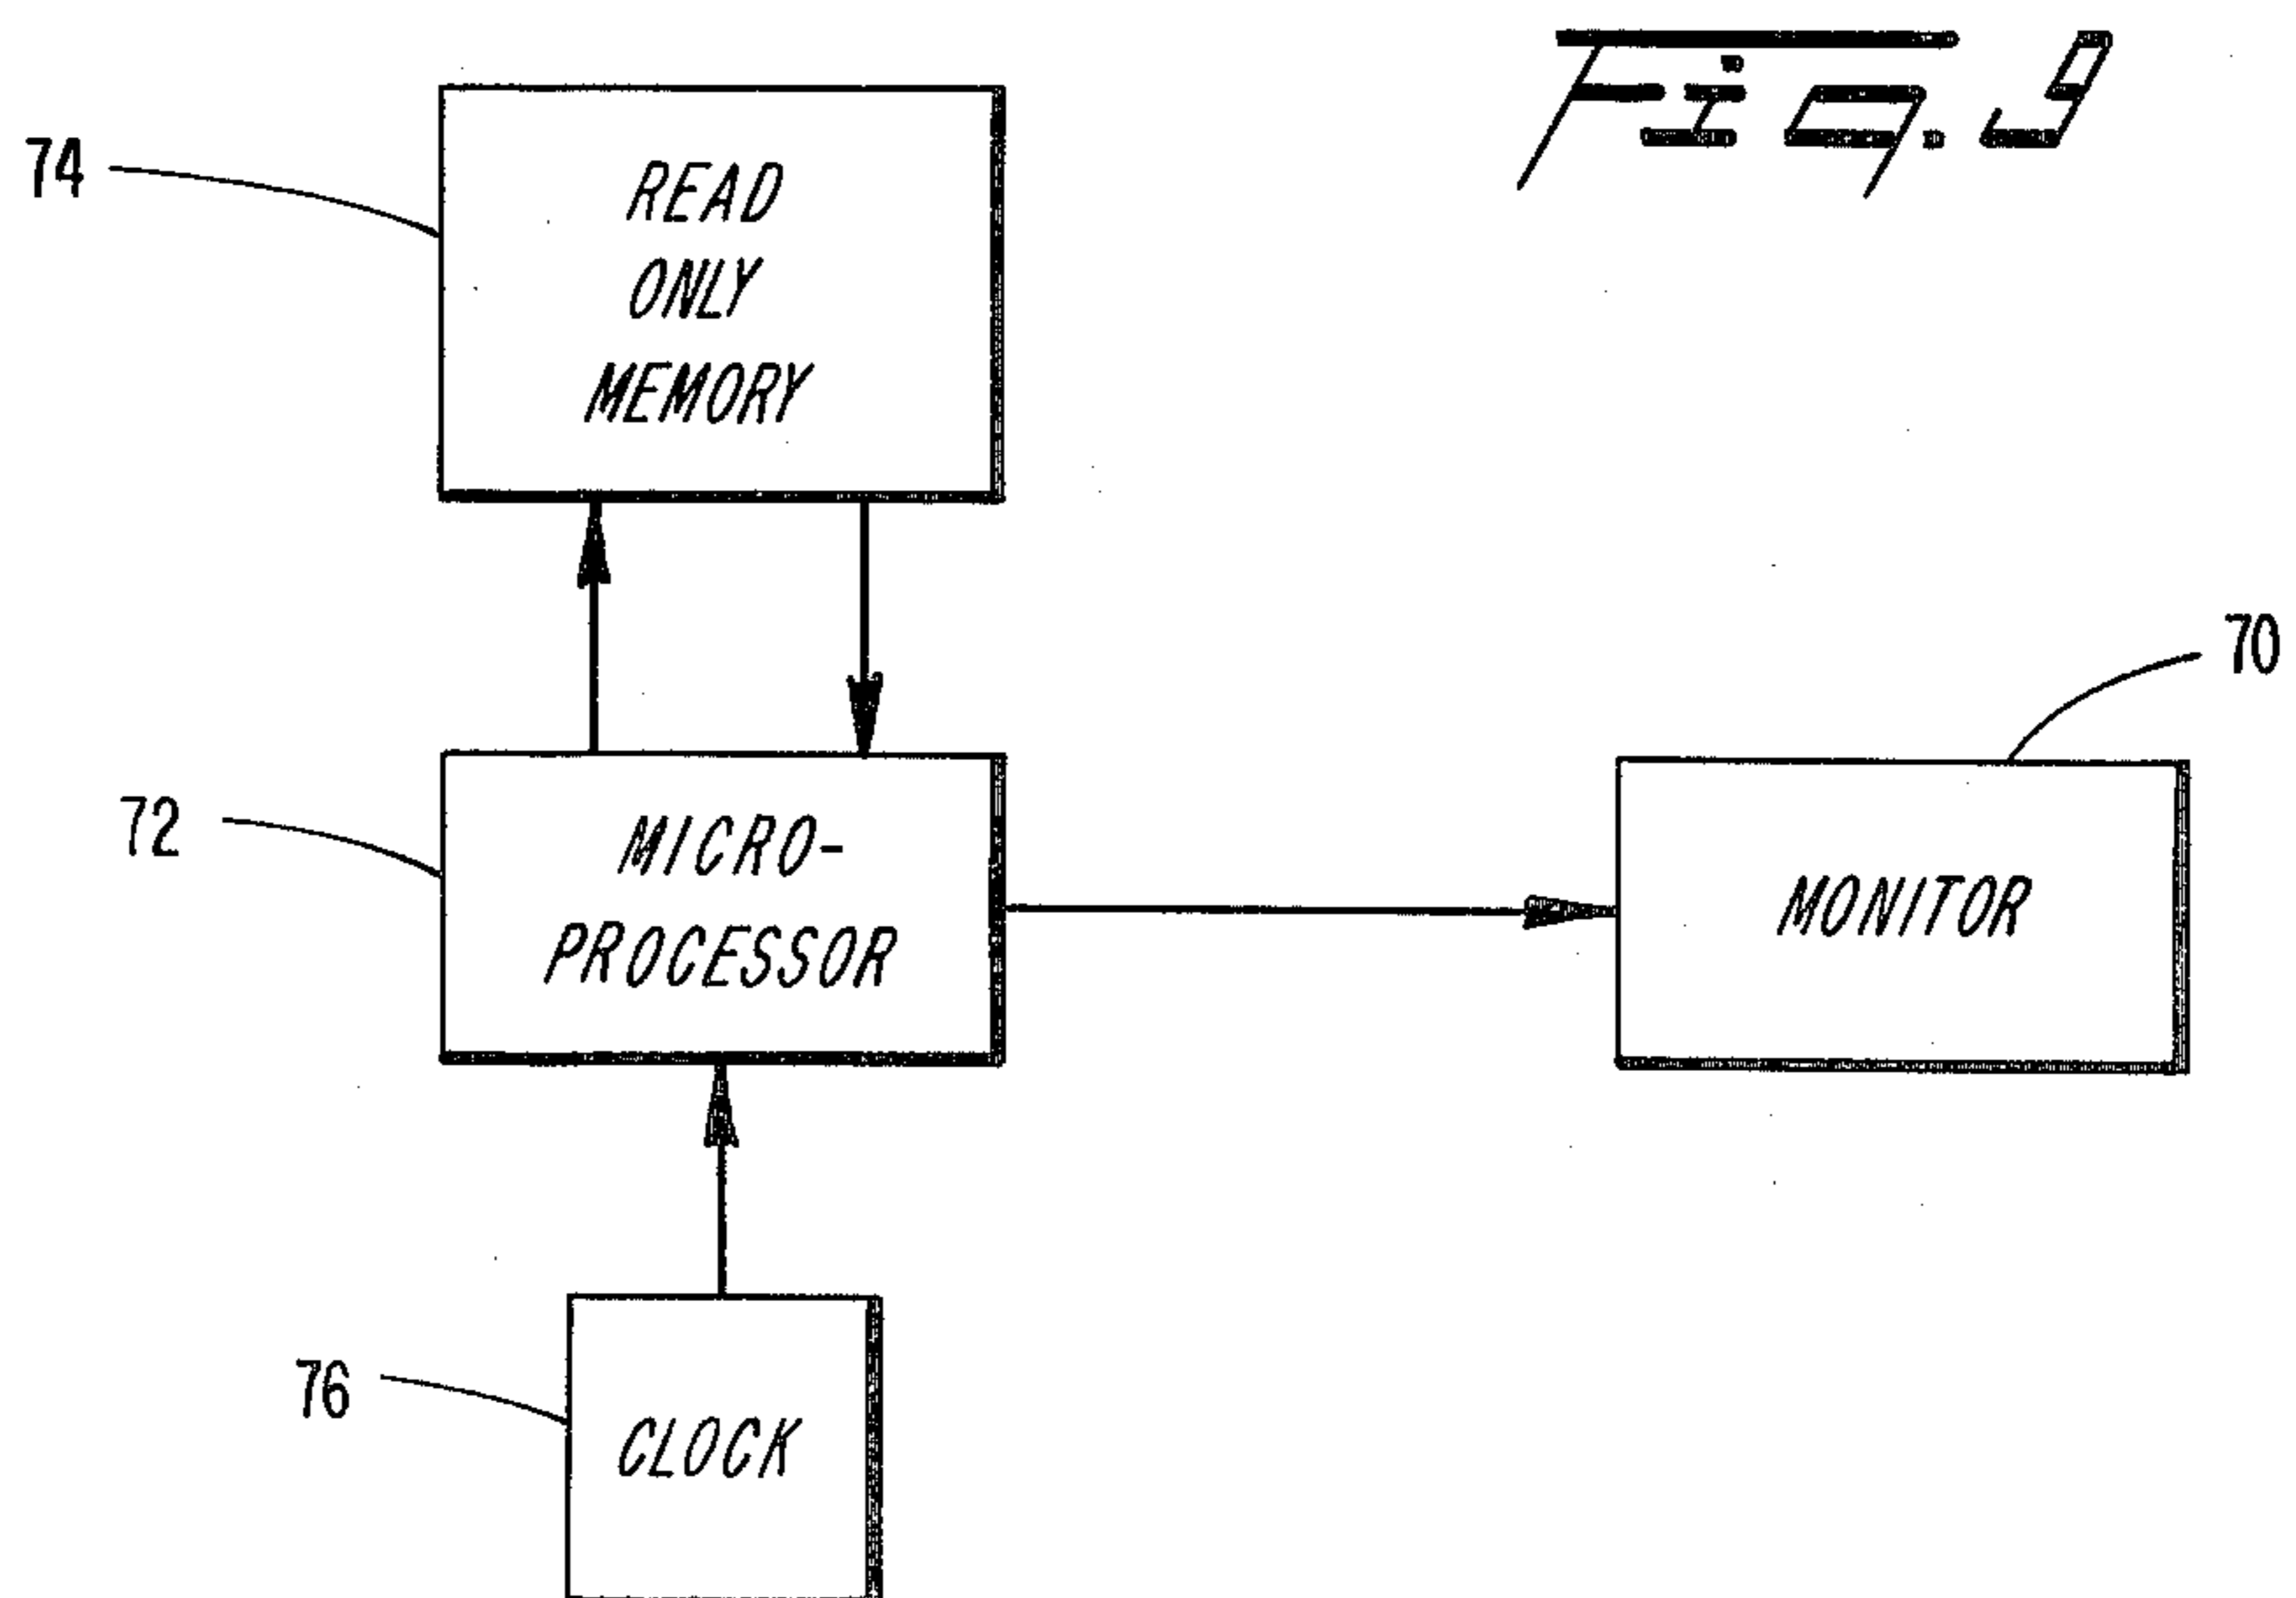 Fig. 9
74
READ
ONLY
MEMORY
70
72
MICRO-
PROCESSOR
MONITOR
76
CLOCK